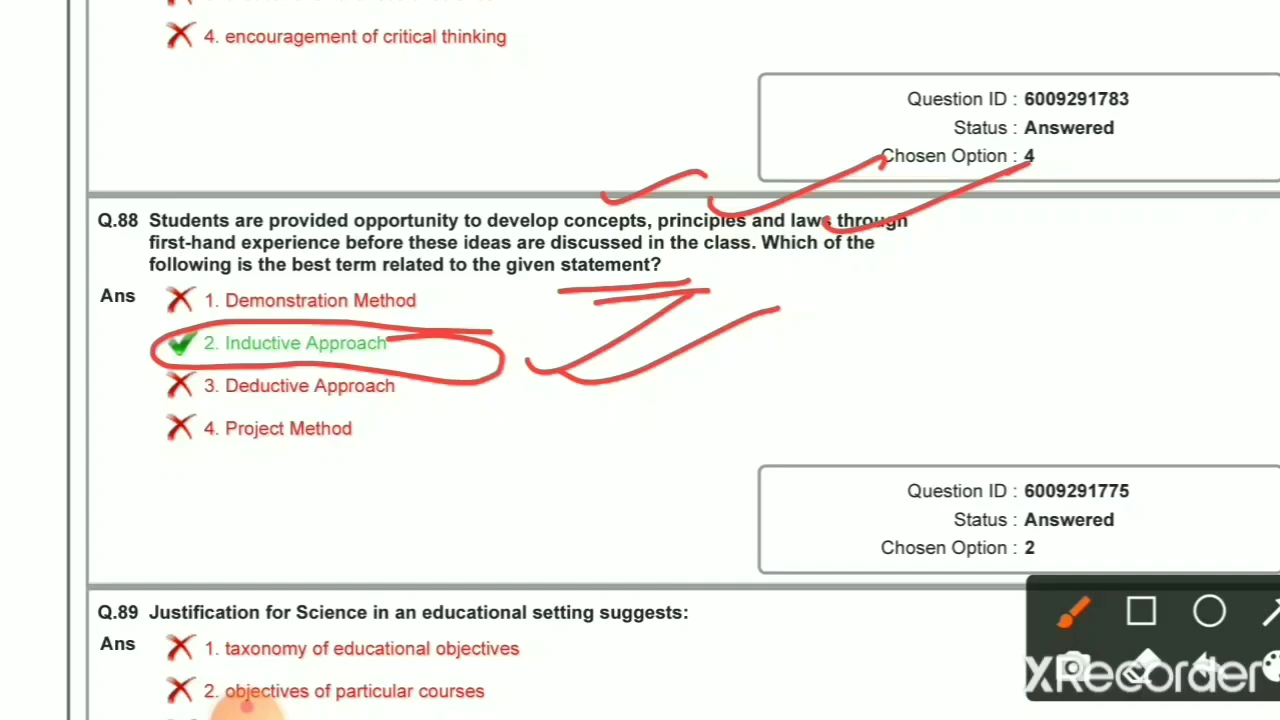 4. encouragement of critical thinking
Question ID : 6009291783
Status : Answered
Chosen Option : 4
Q.88 Students are provided opportunity to develop concepts, principles and laws through
first-hand experience before these ideas are discussed in the class. Which of the
following is the best term related to the given statement?
Ans 1. Demonstration Method
2. Inductive Approach
3. Deductive Approach
4. Project Method
Question ID : 6009291775
Status : Answered
Chosen Option : 2
Q.89 Justification for Science in an educational setting suggests:
Ans 1. taxonomy of educational objectives
2. objectives of particular courses
XRecorder